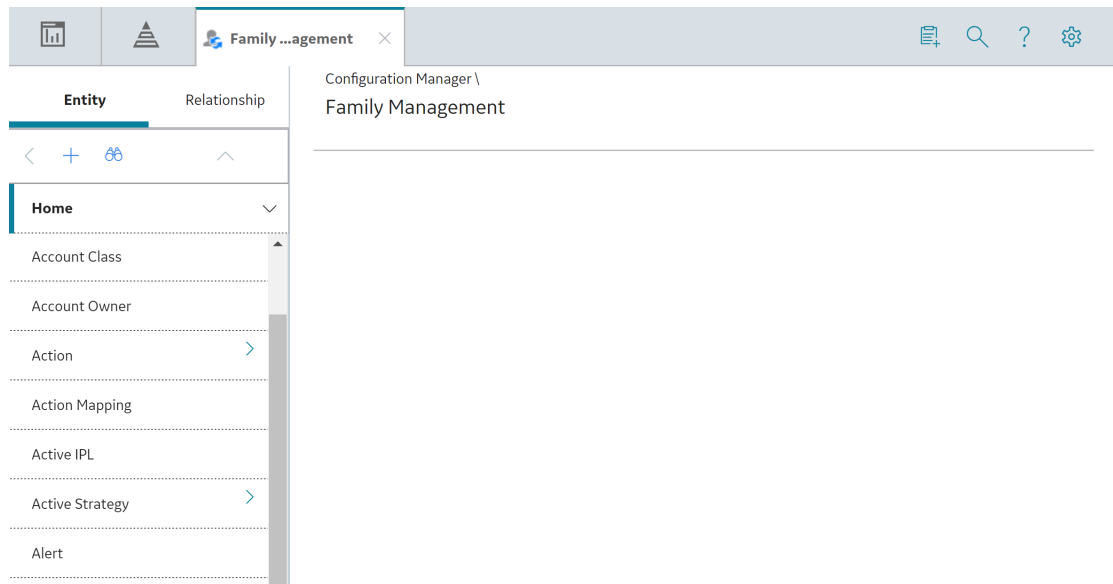 Family ...agement
Entity
Relationship
Configuration Manager \
Family Management
Home
Account Class
Account Owner
Action
Action Mapping
Active IPL
Active Strategy
Alert